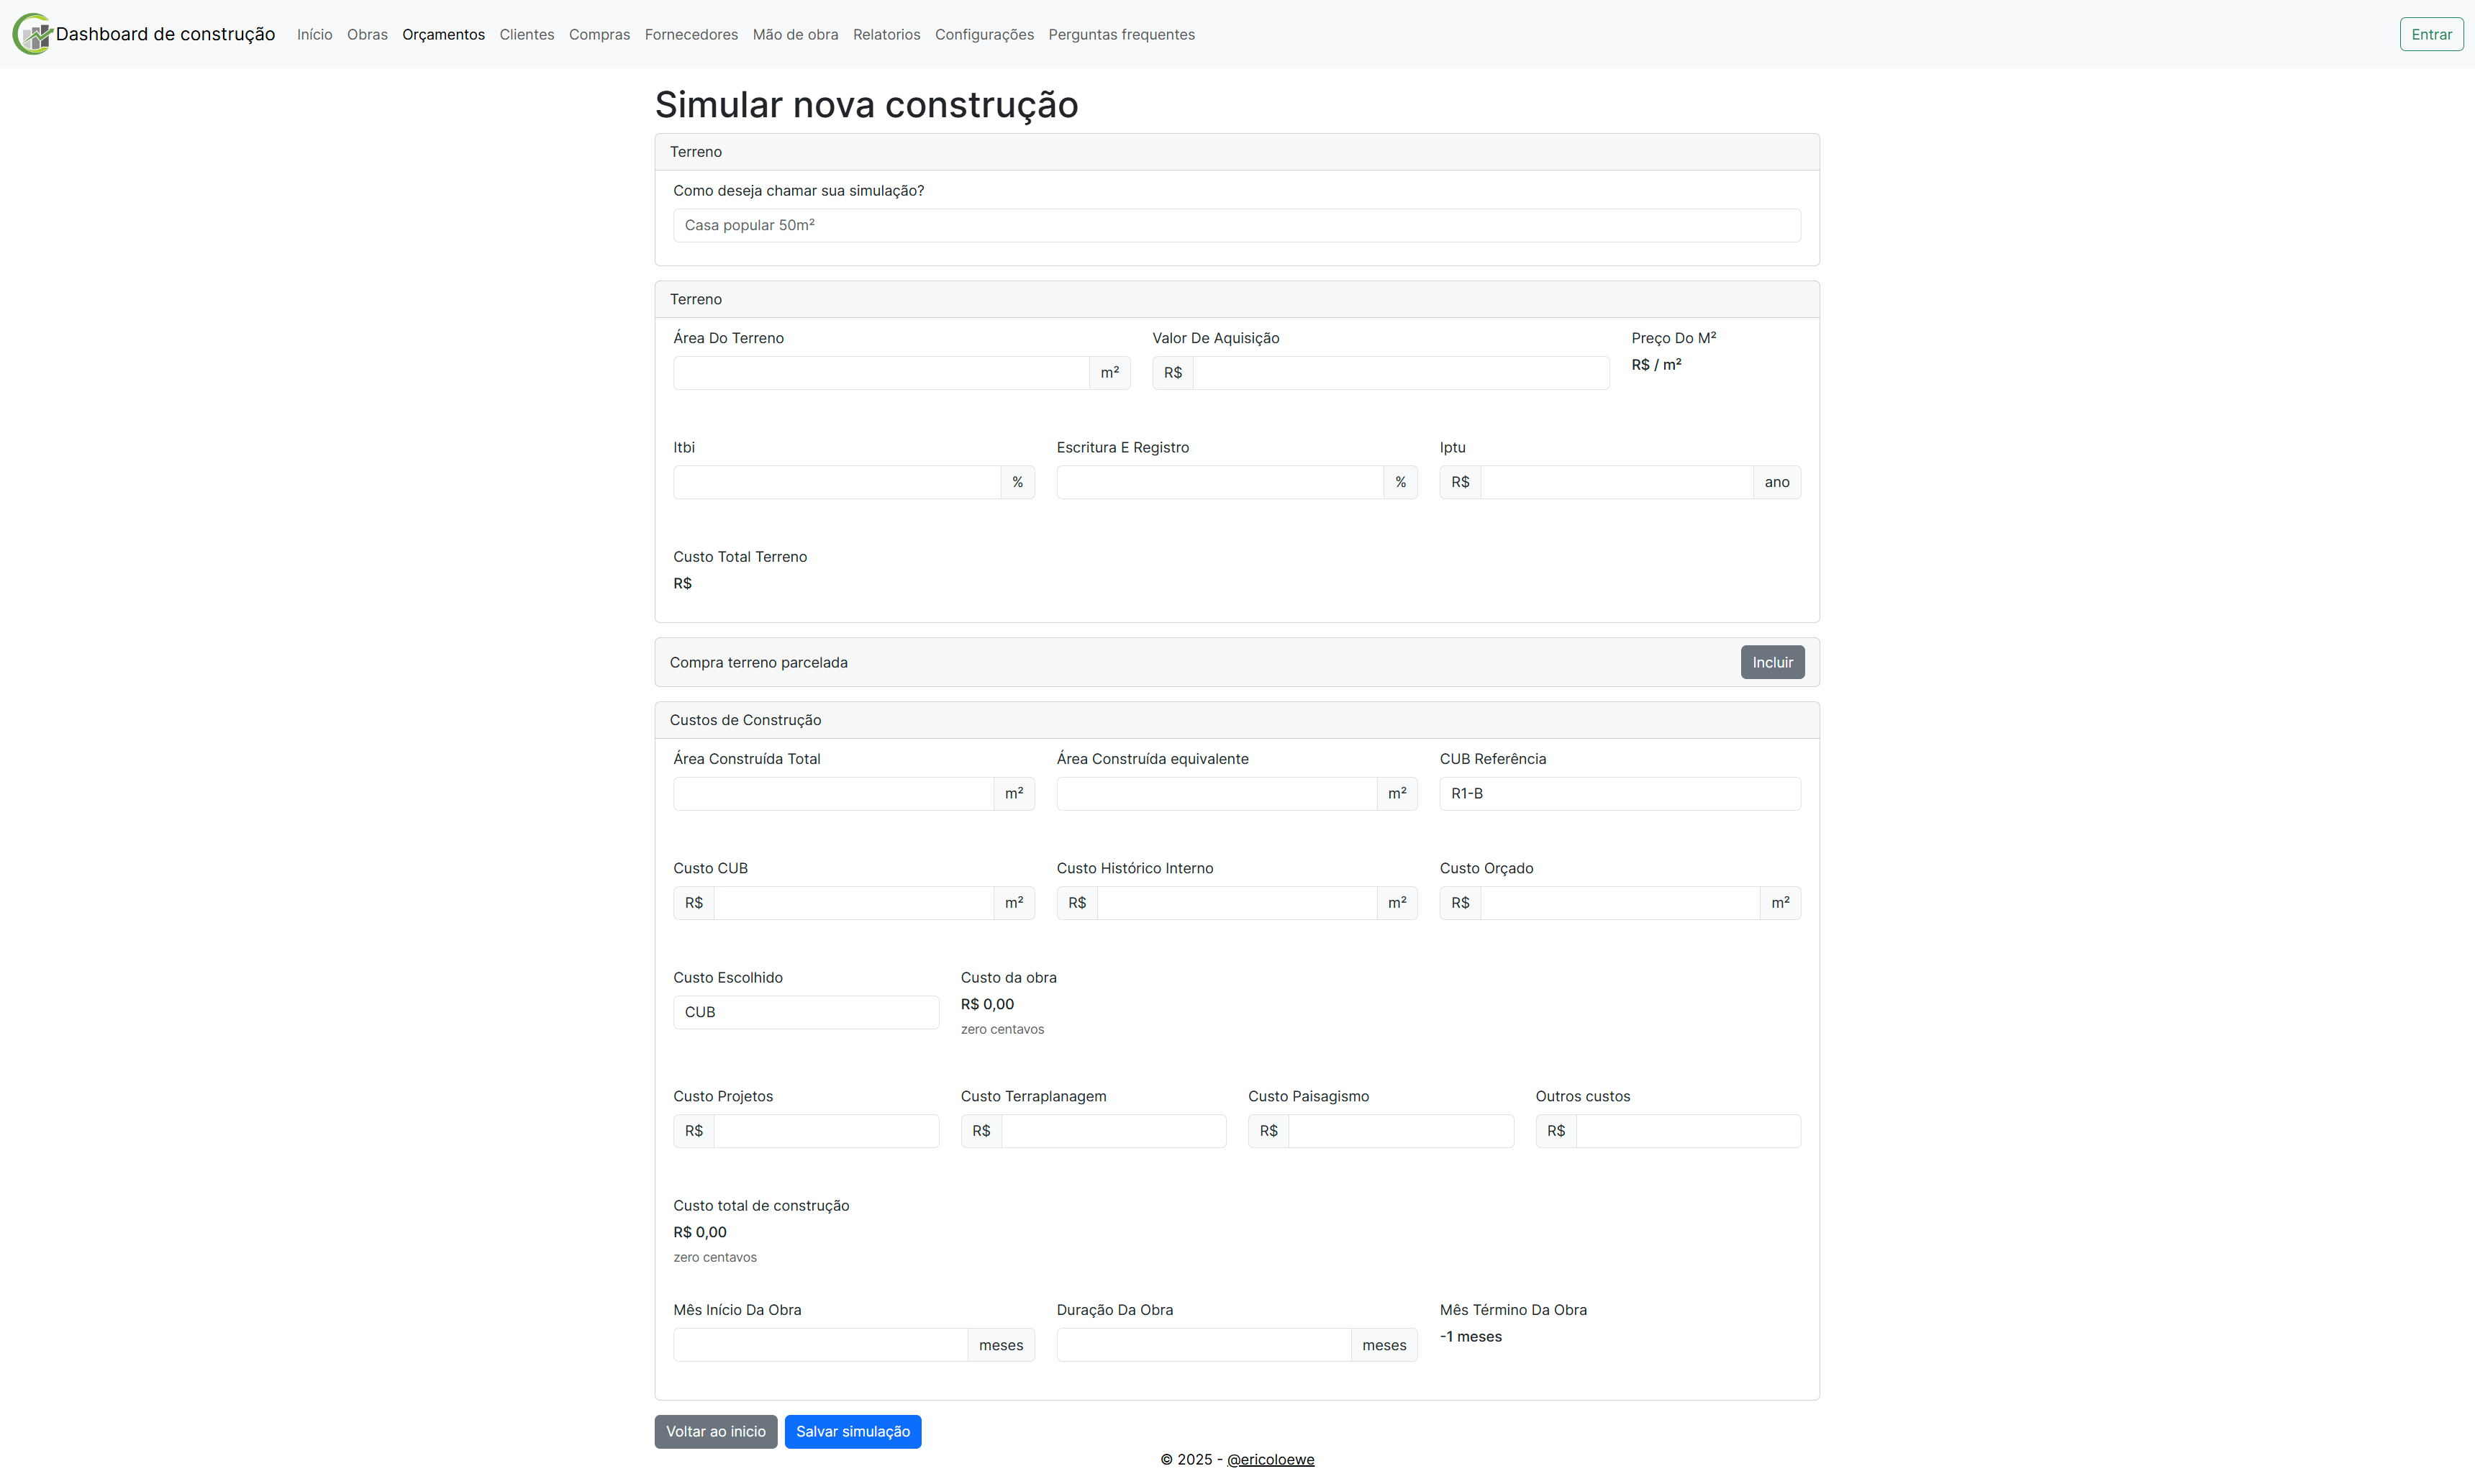 Dashboard de construção Início Obras Orçamentos Clientes Compras Fornecedores Mão de obra Relatorios Configurações Perguntas frequentes Entrar
Simular nova construção
Terreno
Como deseja chamar sua simulação?
Casa popular 50m²
Terreno
Área Do Terreno Valor De Aquisição Preço Do M²
m² R$ R$ / m²
Itbi Escritura E Registro Iptu
% % R$ ano
Custo Total Terreno
R$
Compra terreno parcelada Incluir
Custos de Construção
Área Construída Total Área Construída equivalente CUB Referência
m² m² R1-B
Custo CUB Custo Histórico Interno Custo Orçado
R$ m² R$ m² R$ m²
Custo Escolhido Custo da obra
CUB R$ 0,00
zero centavos
Custo Projetos Custo Terraplanagem Custo Paisagismo Outros custos
R$ R$ R$ R$
Custo total de construção
R$ 0,00
zero centavos
Mês Início Da Obra Duração Da Obra Mês Término Da Obra
meses meses -1 meses
Voltar ao inicio Salvar simulação
© 2025 - @ericoloewe